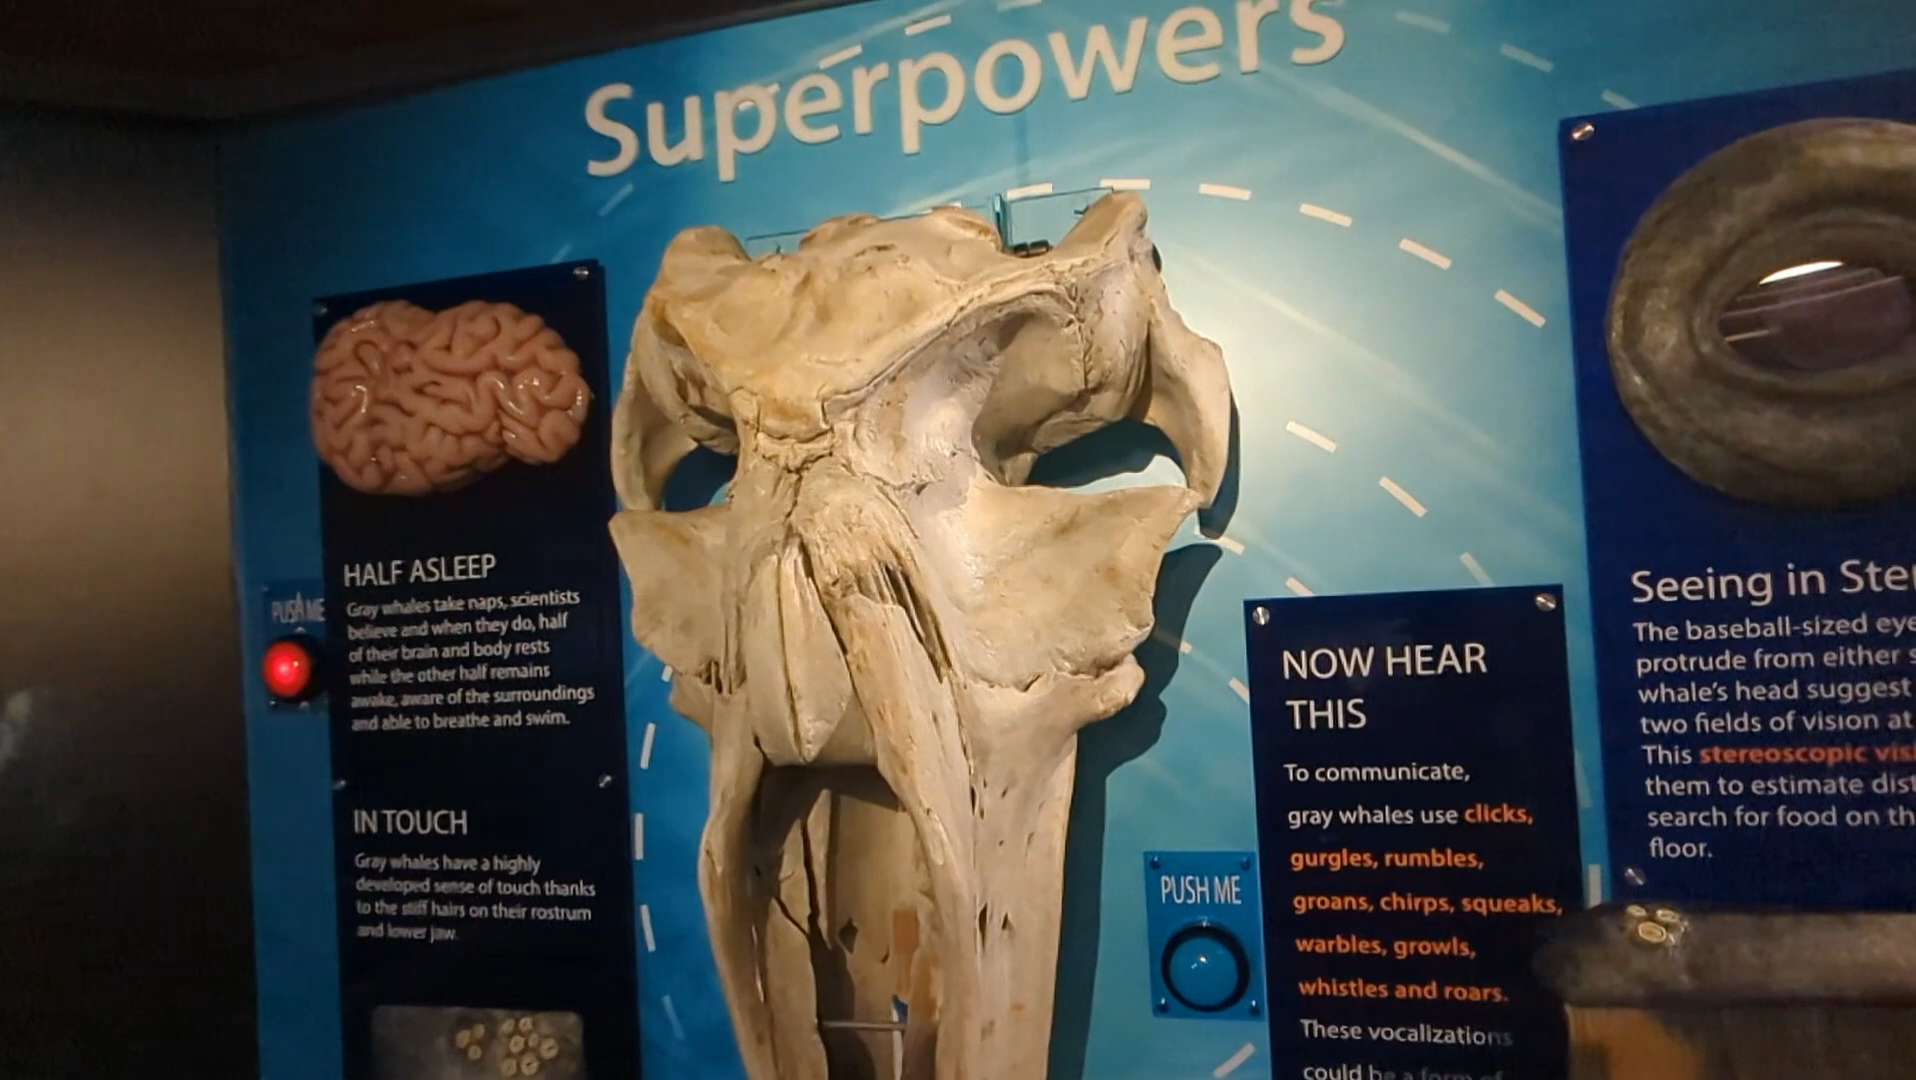 Superpowers
HALF ASLEEP
Gray whales take naps, scientists
believe and when they do, half
of their brain and body rests
while the other half remains
awake, aware of the surroundings
and able to breathe and swim.
PUSH ME
IN TOUCH
Gray whales have a highly
developed sense of touch thanks
to the stiff hairs on their rostrum
and lower jaw.
PUSH ME
NOW HEAR
THIS
To communicate,
gray whales use clicks,
gurgles, rumbles,
groans, chirps, squeaks,
warbles, growls,
whistles and roars.
These vocalizations
could be a form of
Seeing in Ste
The baseball-sized eye
protrude from either s
whale's head suggest
two fields of vision at
This stereoscopic vis
them to estimate dist
search for food on th
floor.